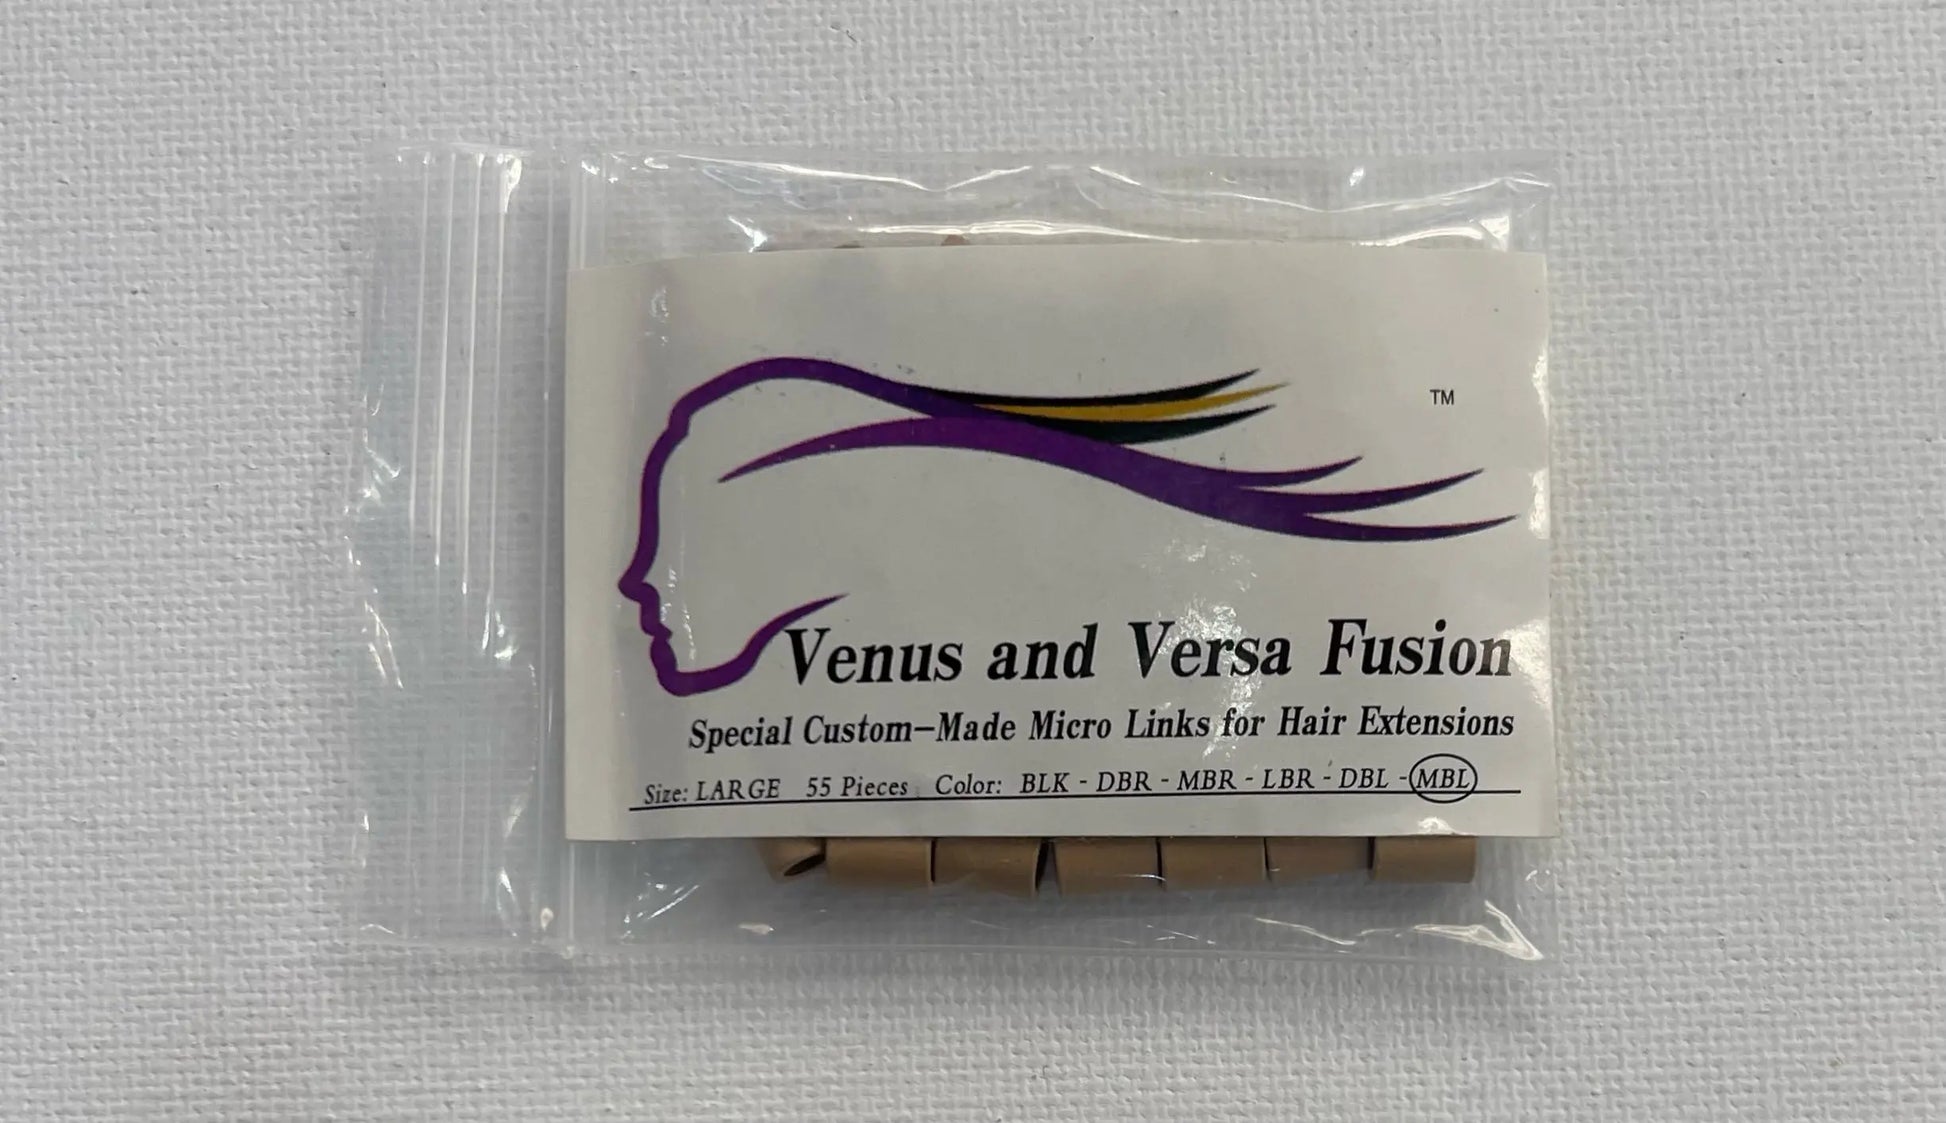 TM
Venus and Versa Fusion
Special Custom-Made Micro Links for Hair Extensions
Size: LARGE 55 Pieces Color: BLK - DBR - MBR - LBR - DBL - MBL